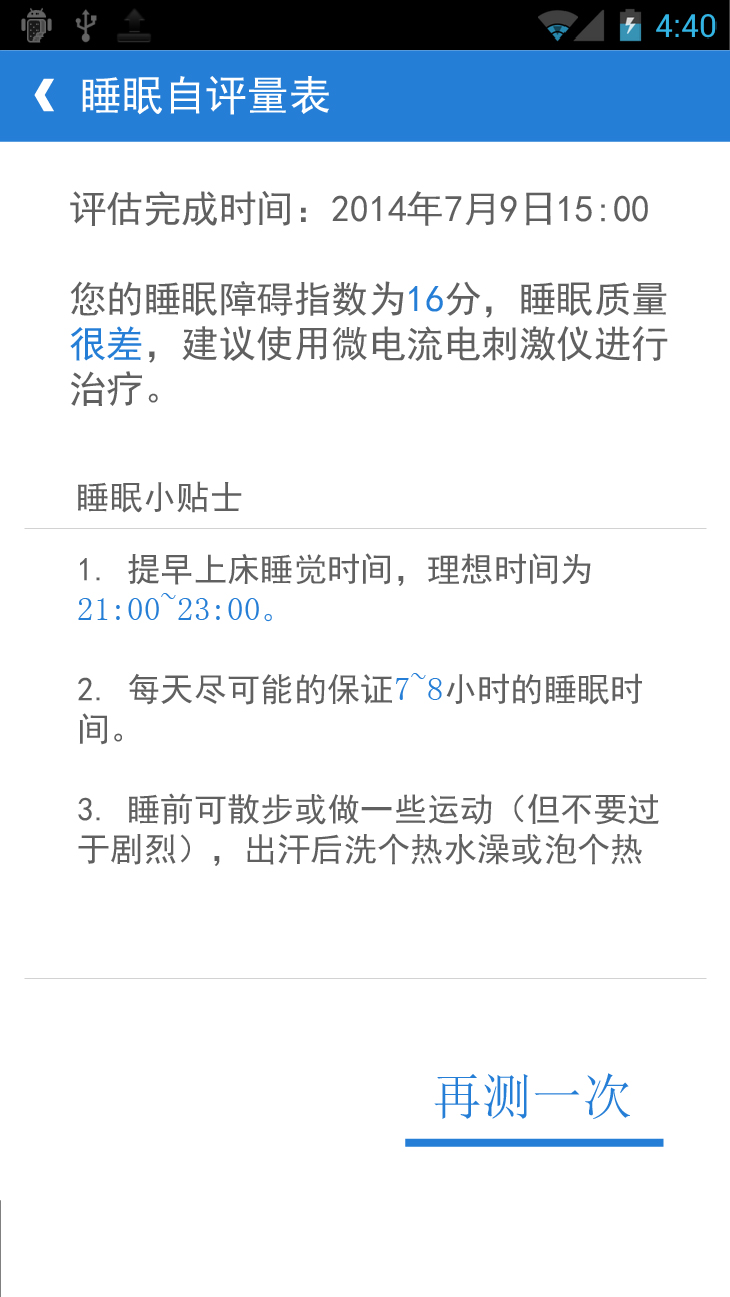 4:40
睡眠自评量表
评估完成时间：2014年7月9日15:00
您的睡眠障碍指数为16分，睡眠质量
很差，建议使用微电流电刺激仪进行
治疗。
睡眠小贴士
1. 提早上床睡觉时间，理想时间为
21:00~23:00。
2. 每天尽可能的保证7~8小时的睡眠时
间。
3. 睡前可散步或做一些运动（但不要过
于剧烈），出汗后洗个热水澡或泡个热
再测一次